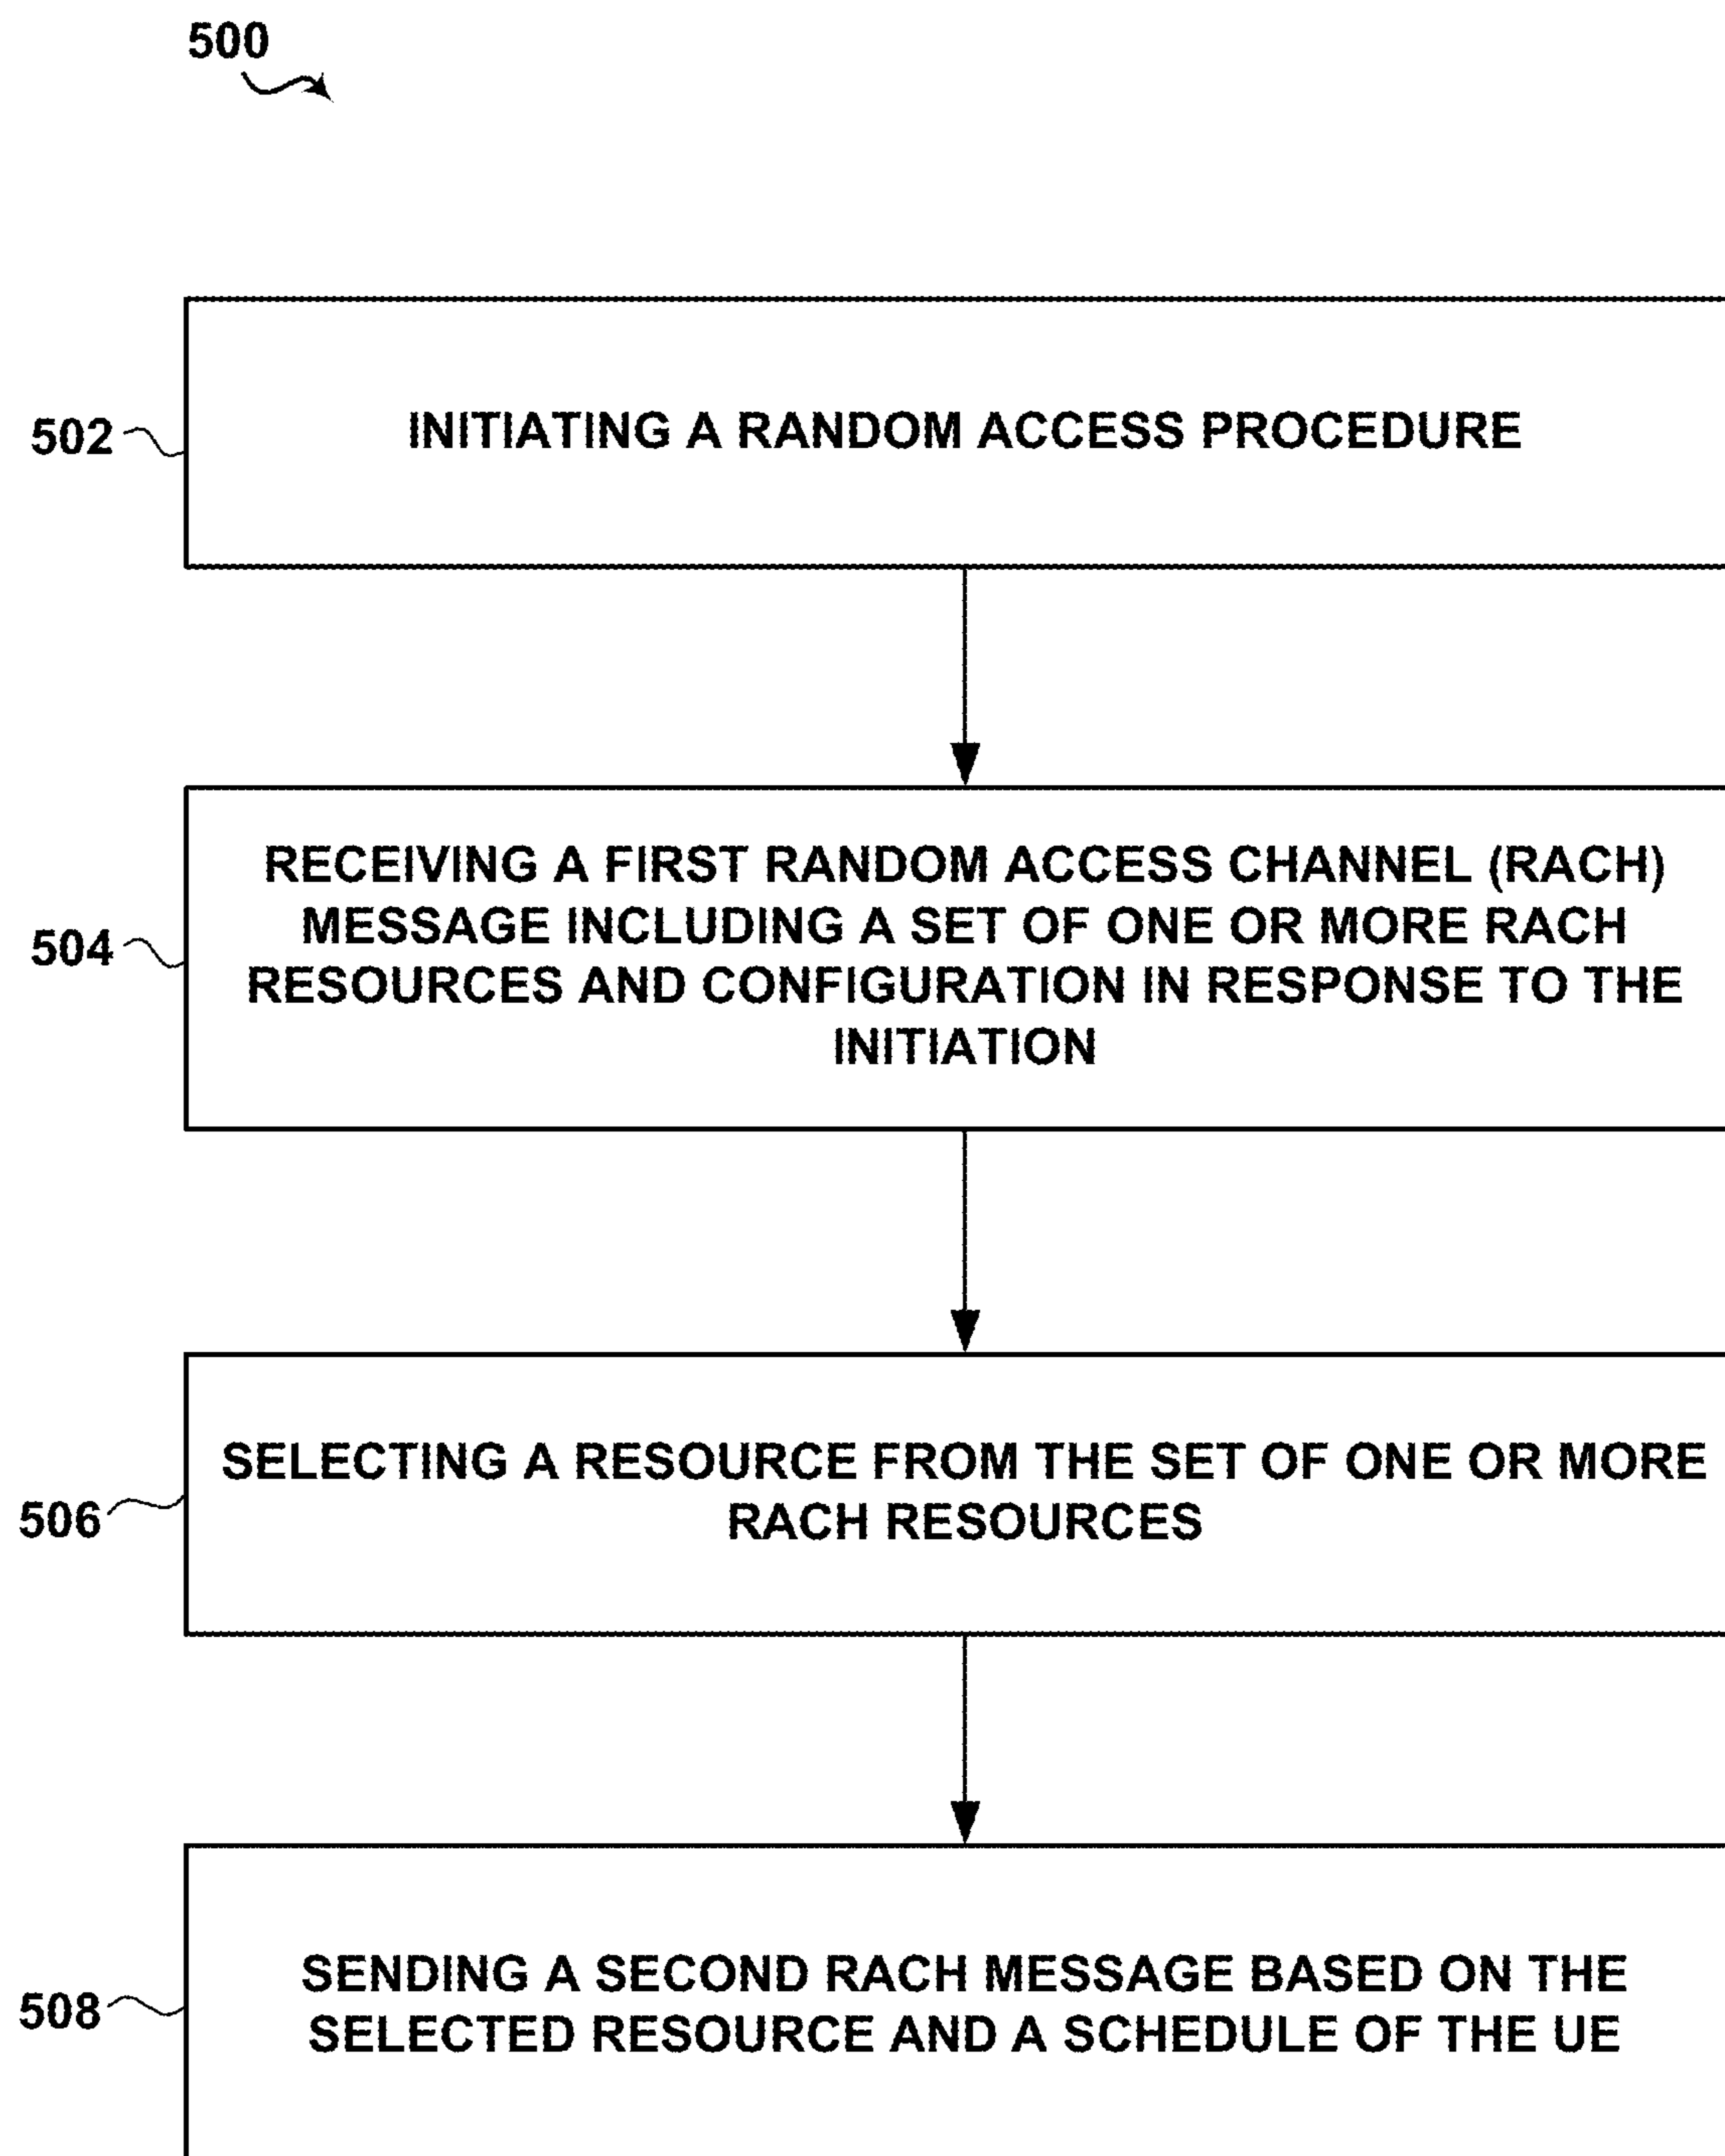 500
502
INITIATING A RANDOM ACCESS PROCEDURE
504
RECEIVING A FIRST RANDOM ACCESS CHANNEL (RACH)
MESSAGE INCLUDING A SET OF ONE OR MORE RACH
RESOURCES AND CONFIGURATION IN RESPONSE TO THE
INITIATION
506
SELECTING A RESOURCE FROM THE SET OF ONE OR MORE
RACH RESOURCES
508
SENDING A SECOND RACH MESSAGE BASED ON THE
SELECTED RESOURCE AND A SCHEDULE OF THE UE